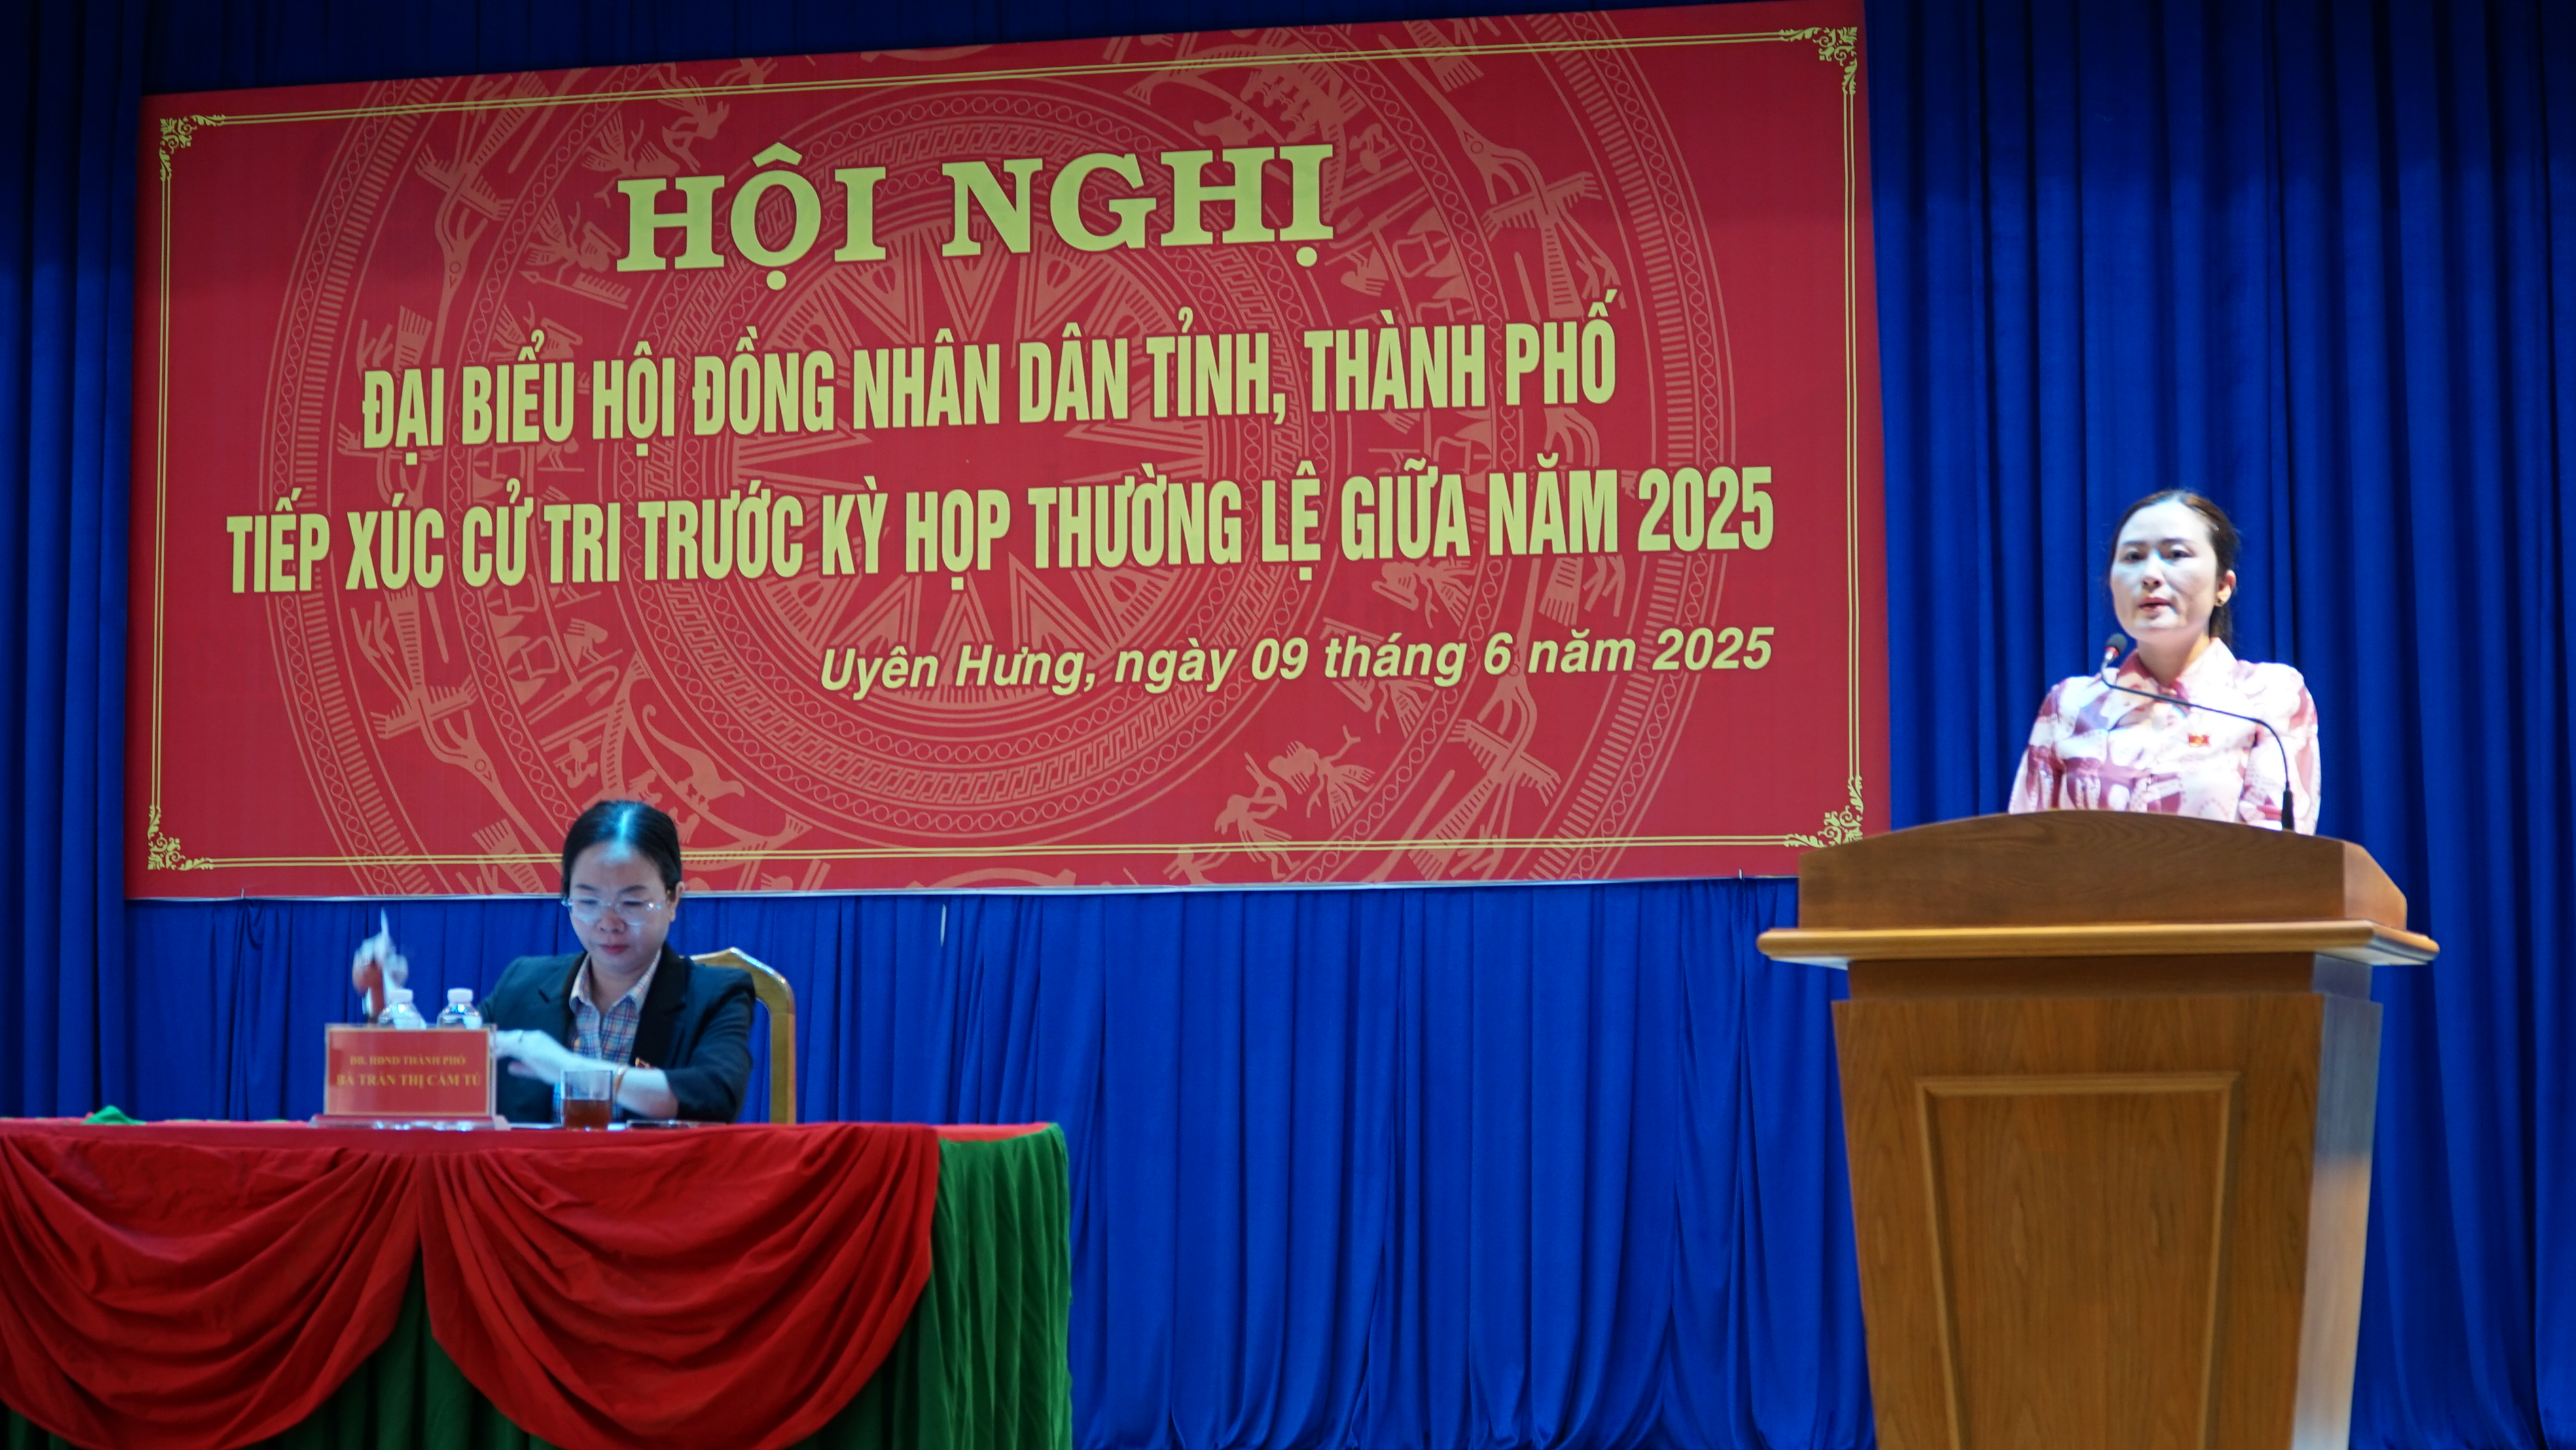 HỘI NGHỊ
ĐẠI BIỂU HỘI ĐỒNG NHÂN DÂN TỈNH, THÀNH PHỐ
TIẾP XÚC CỬ TRI TRƯỚC KỲ HỌP THƯỜNG LỆ GIỮA NĂM 2025
Uyên Hưng, ngày 09 tháng 6 năm 2025
ĐB. HĐND THÀNH PHỐ
BÀ TRẦN THỊ CẨM TÚ